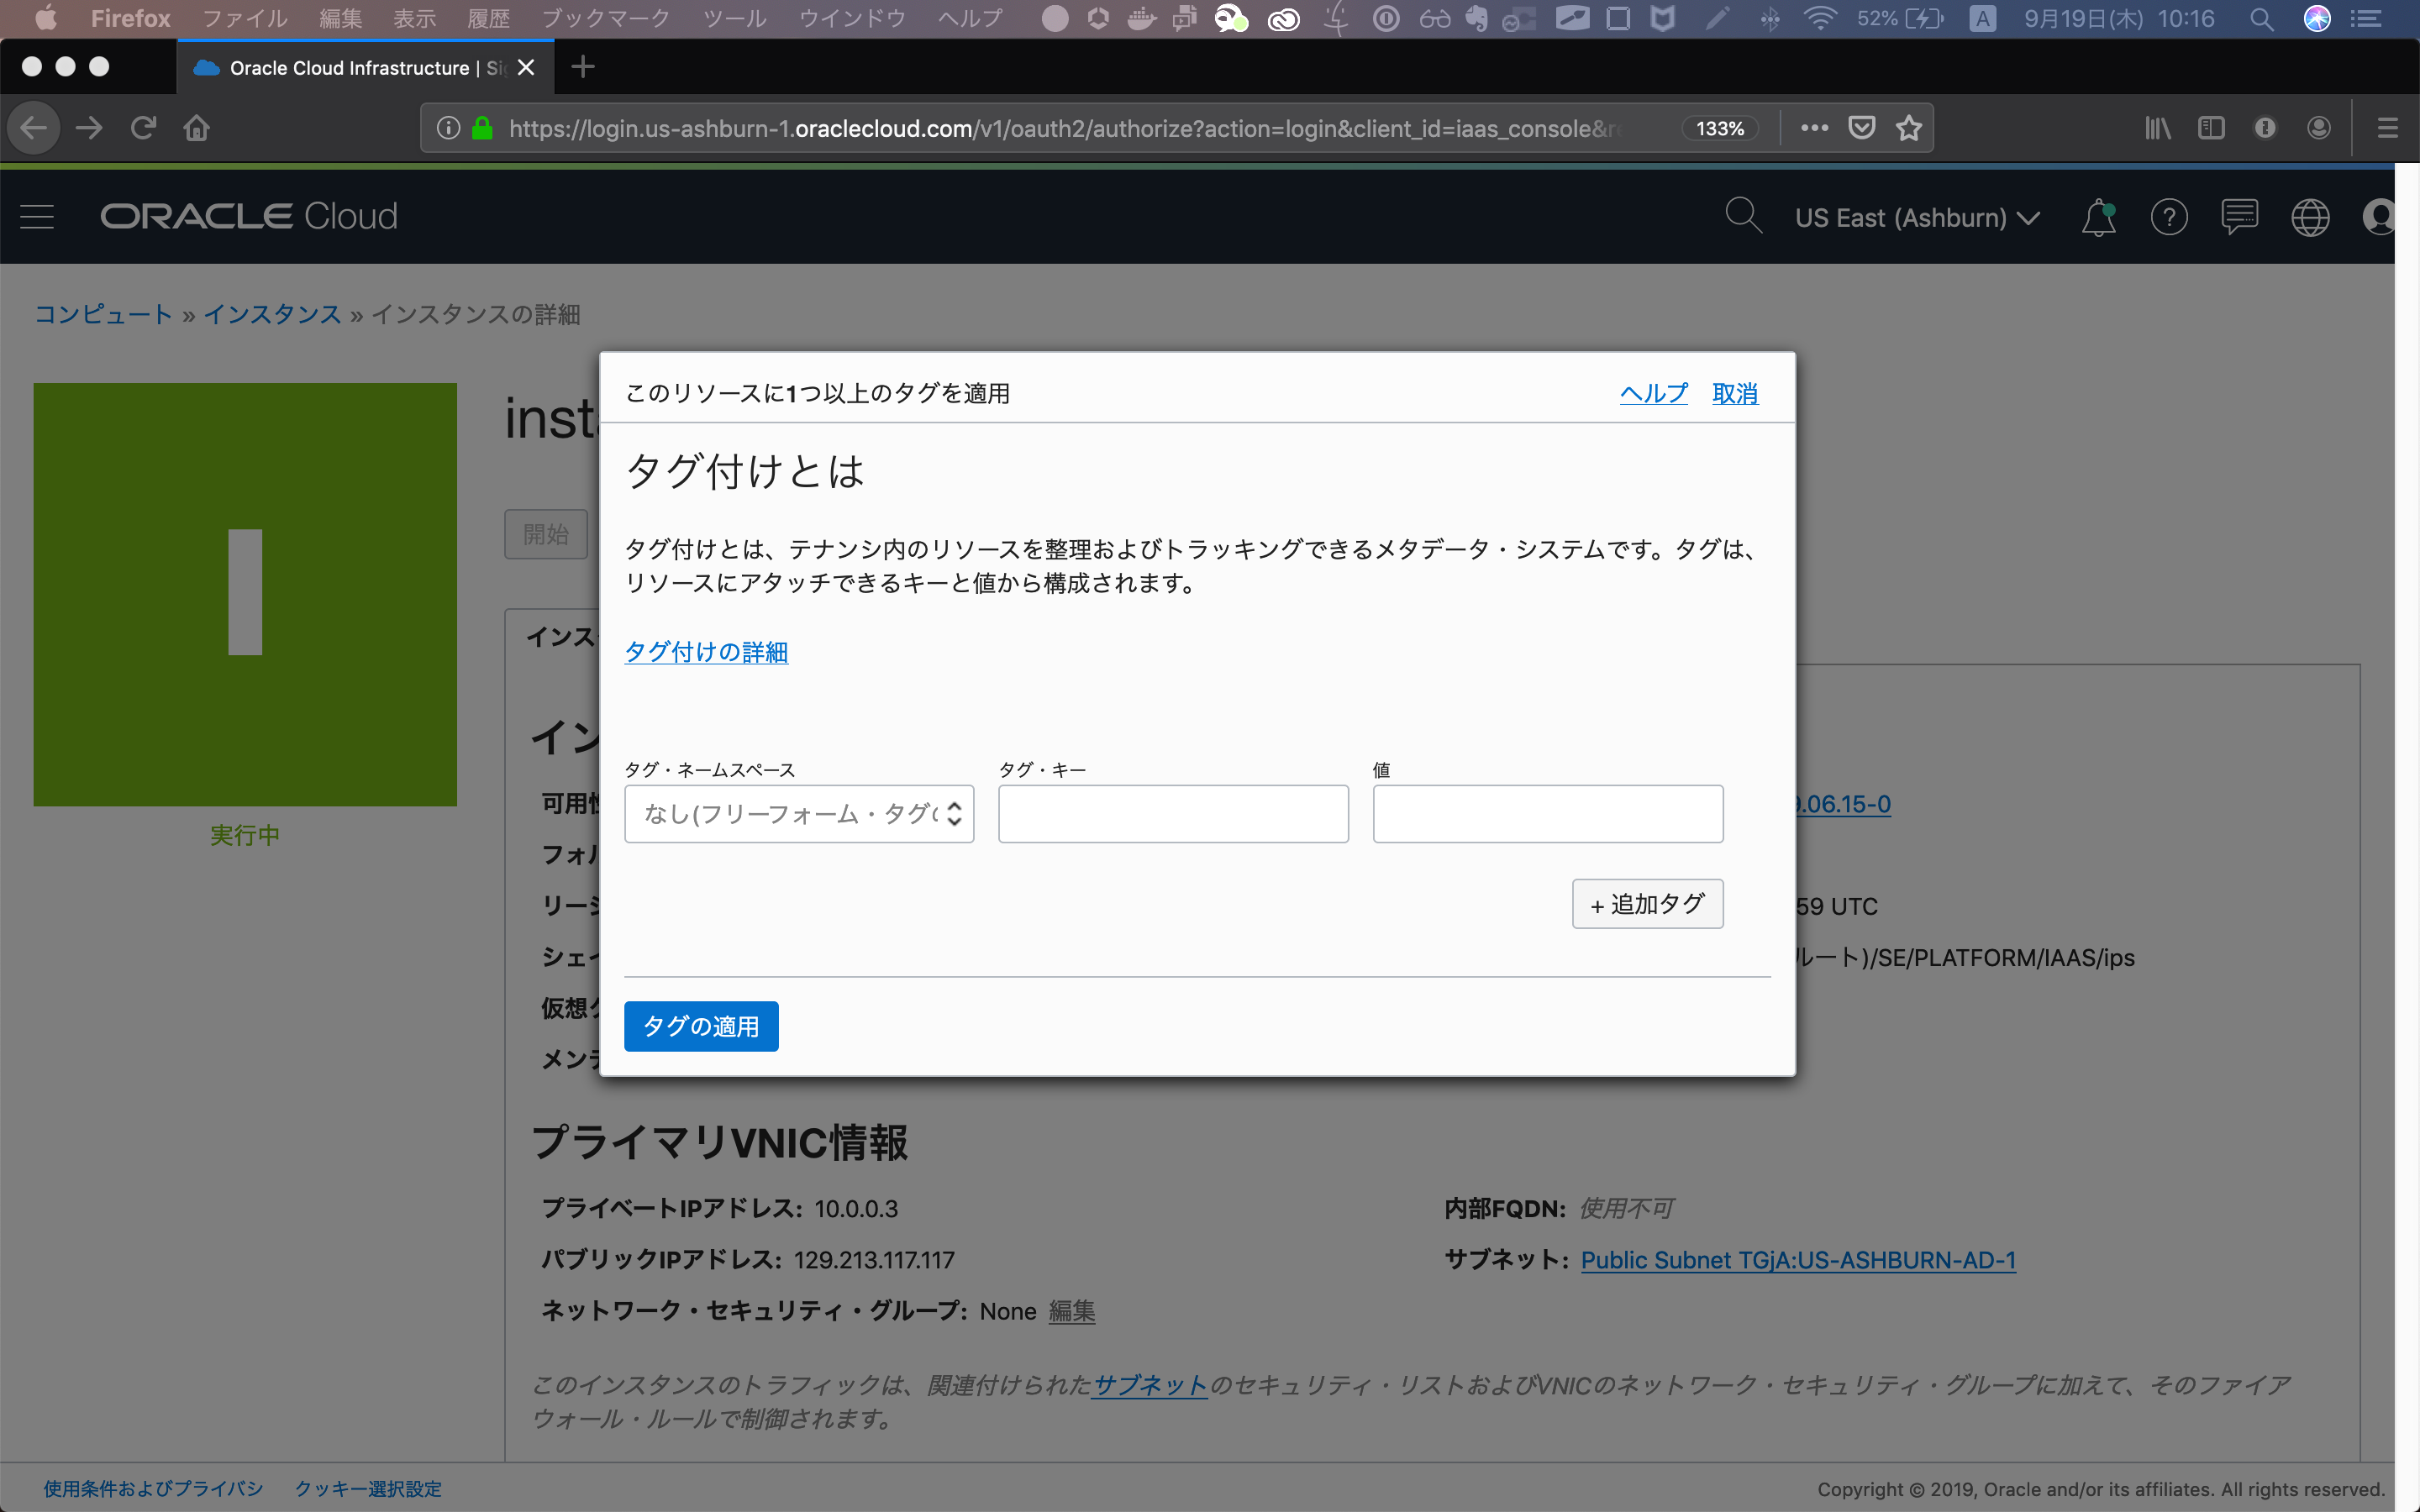 Firefox ファイル 編集 表示 履歴 ブックマーク ツール ウインドウ ヘルプ 52% A 9月19日(木) 10:16
Oracle Cloud Infrastructure | Si
https://login.us-ashburn-1.oraclecloud.com/v1/oauth2/authorize?action=login&client_id=iaas_console&re 133%
ORACLE Cloud US East (Ashburn)
コンピュート » インスタンス » インスタンスの詳細
I
実行中
inst
開始
インス
このリソースに1つ以上のタグを適用 ヘルプ 取消
タグ付けとは
タグ付けとは、テナンシ内のリソースを整理およびトラッキングできるメタデータ・システムです。タグは、
リソースにアタッチできるキーと値から構成されます。
タグ付けの詳細
タグ・ネームスペース タグ・キー 値
なし(フリーフォーム・タグの
+ 追加タグ
タグの適用
イン
可用性 .06.15-0
フォル
リージ 59 UTC
シェイ ルート)/SE/PLATFORM/IAAS/ips
仮想
メンテ
プライマリVNIC情報
プライベートIPアドレス: 10.0.0.3 内部FQDN: 使用不可
パブリックIPアドレス: 129.213.117.117 サブネット: Public Subnet TGjA:US-ASHBURN-AD-1
ネットワーク・セキュリティ・グループ: None 編集
このインスタンスのトラフィックは、関連付けられたサブネットのセキュリティ・リストおよびVNICのネットワーク・セキュリティ・グループに加えて、そのファイア
ウォール・ルールで制御されます。
使用条件およびプライバシ クッキー選択設定 Copyright © 2019, Oracle and/or its affiliates. All rights reserved.